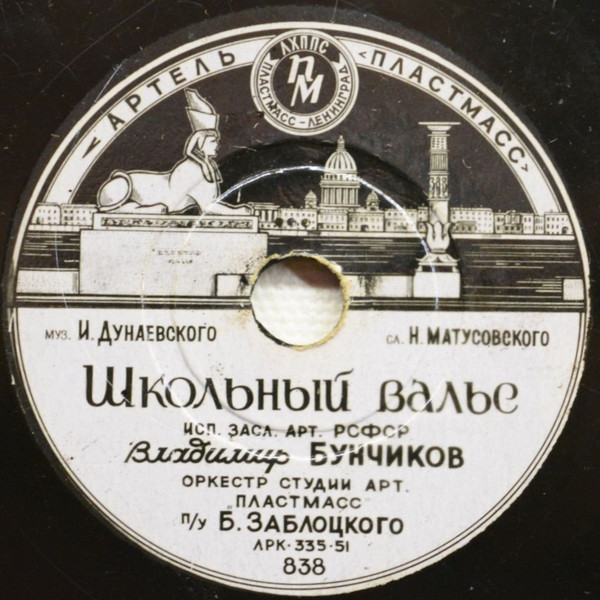 «АРТЕЛЬ «ПЛАСТМАСС»
ЛХППС
ПМ
ПЛАСТМАСС-ЛЕНИНГРАД
муз. И. ДУНАЕВСКОГО
сл. Н. МАТУСОВСКОГО
ШКОЛЬНЫЙ ВАЛЬС
ИСП. ЗАСЛ. АРТ. РСФСР
Владимир БУНЧИКОВ
ОРКЕСТР СТУДИИ АРТ.
"ПЛАСТМАСС"
п/у Б. ЗАБЛОЦКОГО
ЛРК-335-51
838